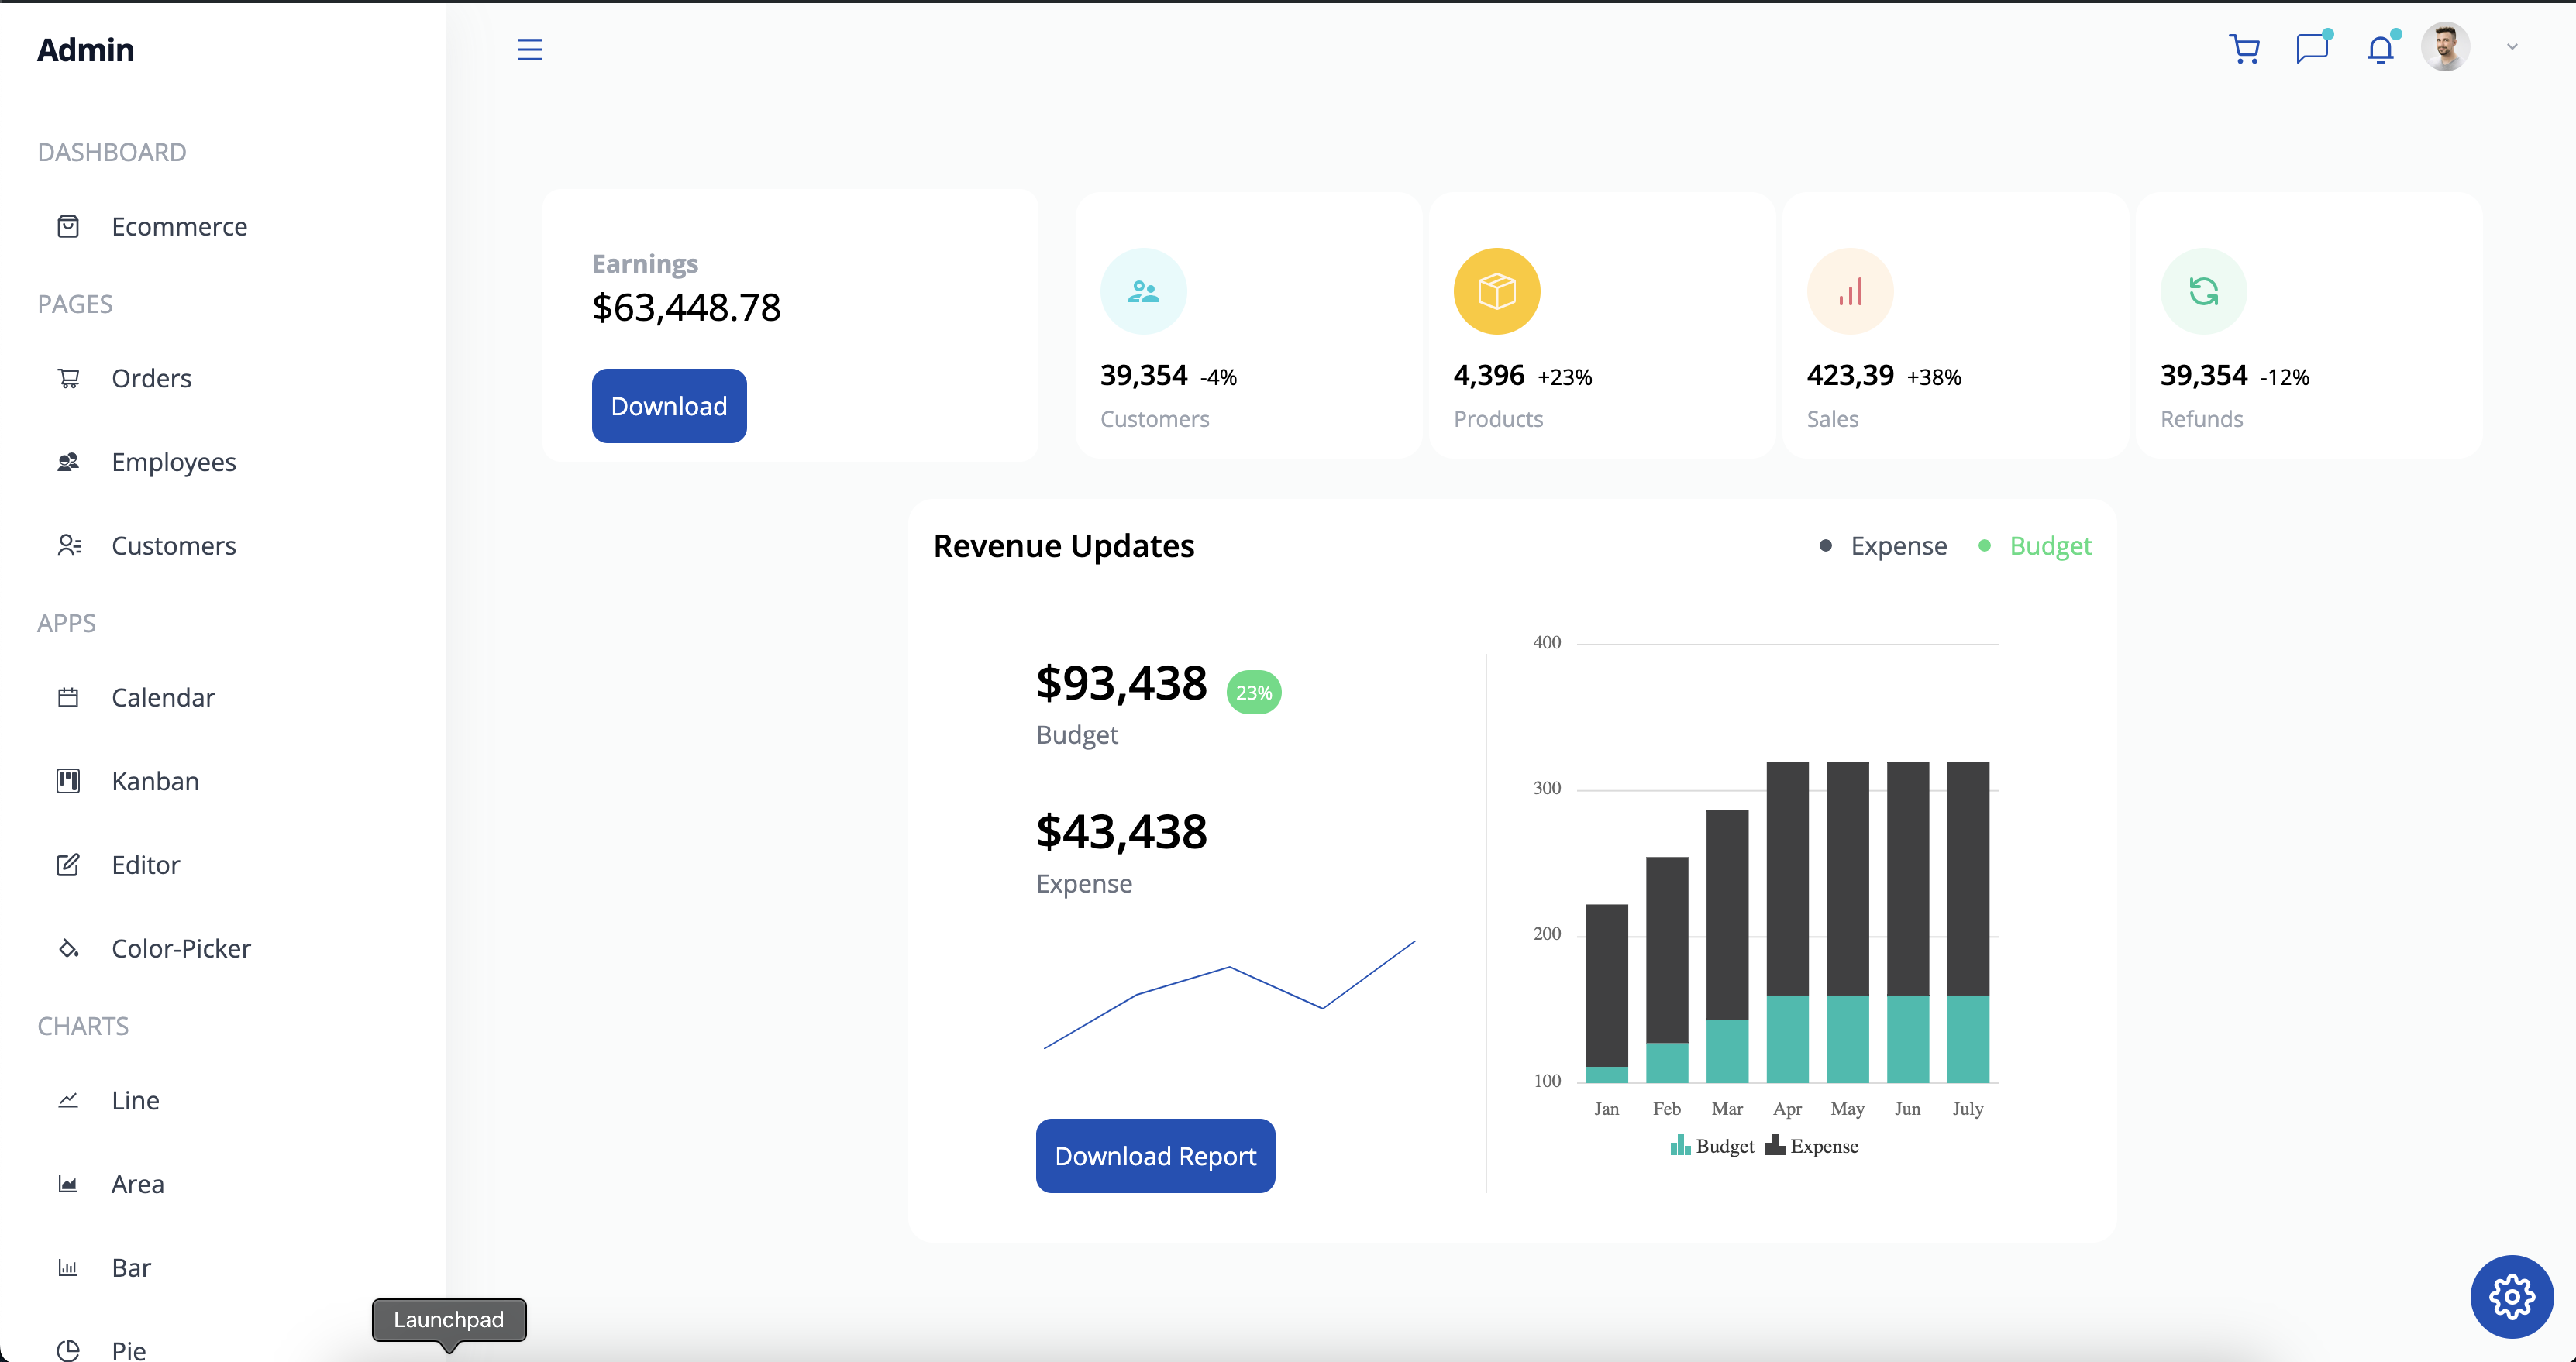 Admin
DASHBOARD
Ecommerce
PAGES
Orders
Employees
Customers
APPS
Calendar
Kanban
Editor
Color-Picker
CHARTS
Line
Area
Bar
Pie
Launchpad
Earnings
$63,448.78
Download
39,354 -4%
Customers
4,396 +23%
Products
423,39 +38%
Sales
39,354 -12%
Refunds
Revenue Updates
Expense
Budget
$93,438 23%
Budget
$43,438
Expense
Download Report
400
300
200
100
Jan Feb Mar Apr May Jun July
Budget Expense